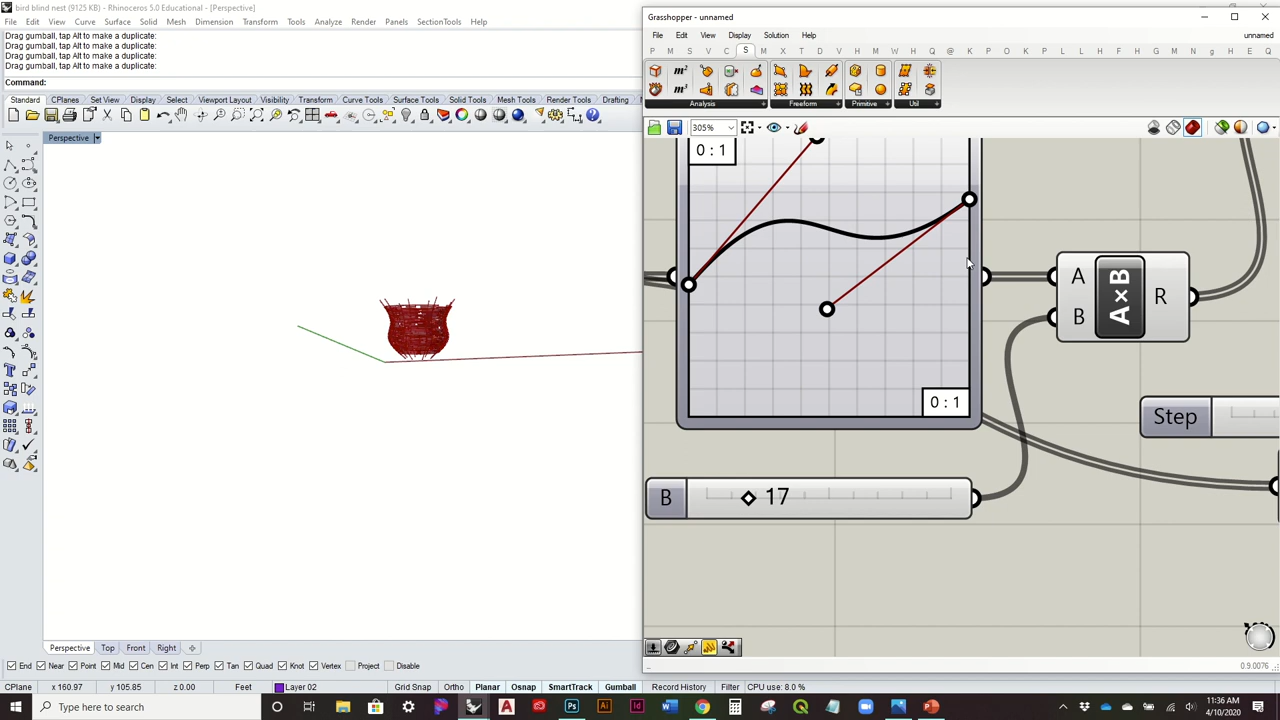 bird blind nest (9125 KB) - Rhinoceros 5.0 Educational - [Perspective]
File Edit View Curve Surface Solid Mesh Dimension Transform Tools Analyze Render Panels SectionTools Help
Drag gumball, tap Alt to make a duplicate:
Drag gumball, tap Alt to make a duplicate:
Drag gumball, tap Alt to make a duplicate:
Drag gumball, tap Alt to make a duplicate:
Command:
Standard CPlanes Set View Display Select Viewport Layout Visibility Transform Curve Tools Surface Tools Solid Tools Mesh Tools Render Tools Drafting
Perspective
Grasshopper - unnamed
File Edit View Display Solution Help
unnamed
P M S V C S M X T D V K H M W Q @ K P O M K P L L H F M N g H E Q
m² m³
Analysis Freeform Primitive Util
305%
0 : 1
0 : 1
A
B
A×B
R
Step
B 17
Perspective Top Front Right
End Near Point Mid Cen Int Perp Tan Quad Knot Vertex Project Disable
0.9.0076
CPlane x 160.97 y 105.85 z 0.00 Feet Layer 02 Grid Snap Ortho Planar Osnap SmartTrack Gumball Record History Filter CPU use: 8.0 %
Type here to search
11:36 AM
4/10/2020